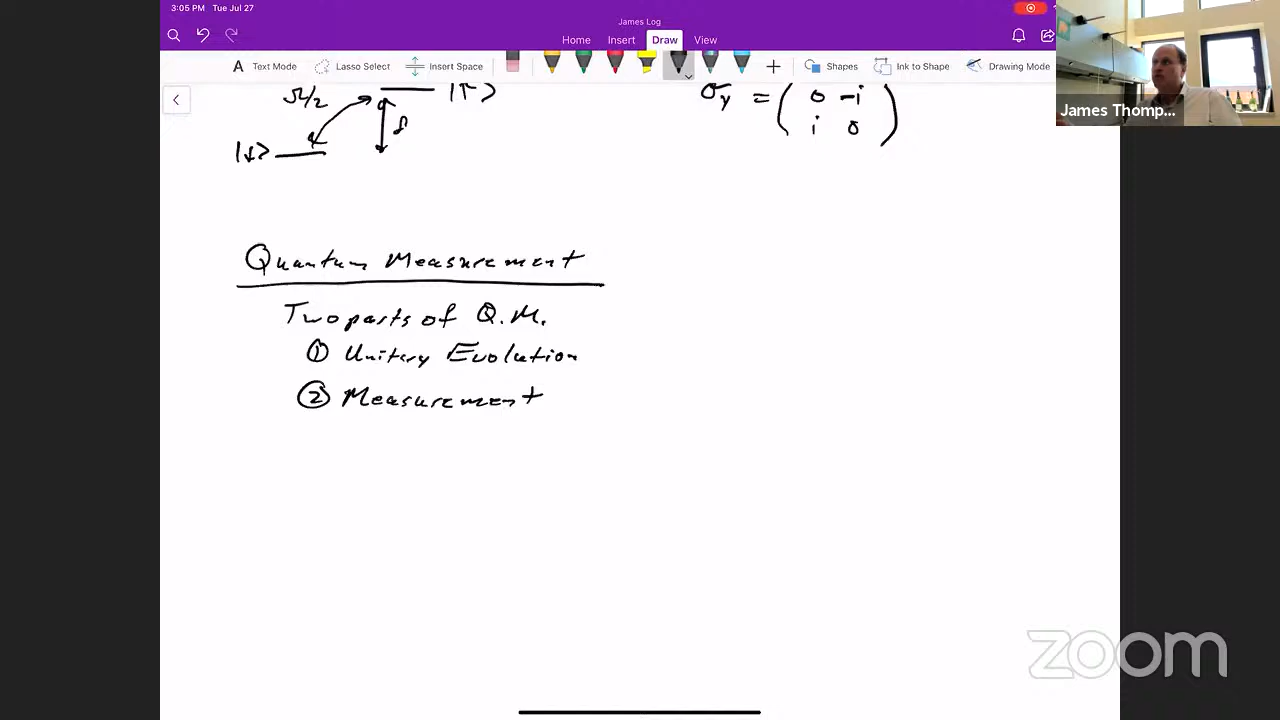 3:05 PM Tue Jul 27
James Log
Home Insert Draw View
A Text Mode Lasso Select Insert Space + Shapes Ink to Shape Drawing Mode
James Thomp...
Ω/2 |↑>
δ
|↓>
σy = ( 0 -i
i 0 )
Quantum Measurement
Two parts of Q.M.
① Unitary Evolution
② Measurement
zoom